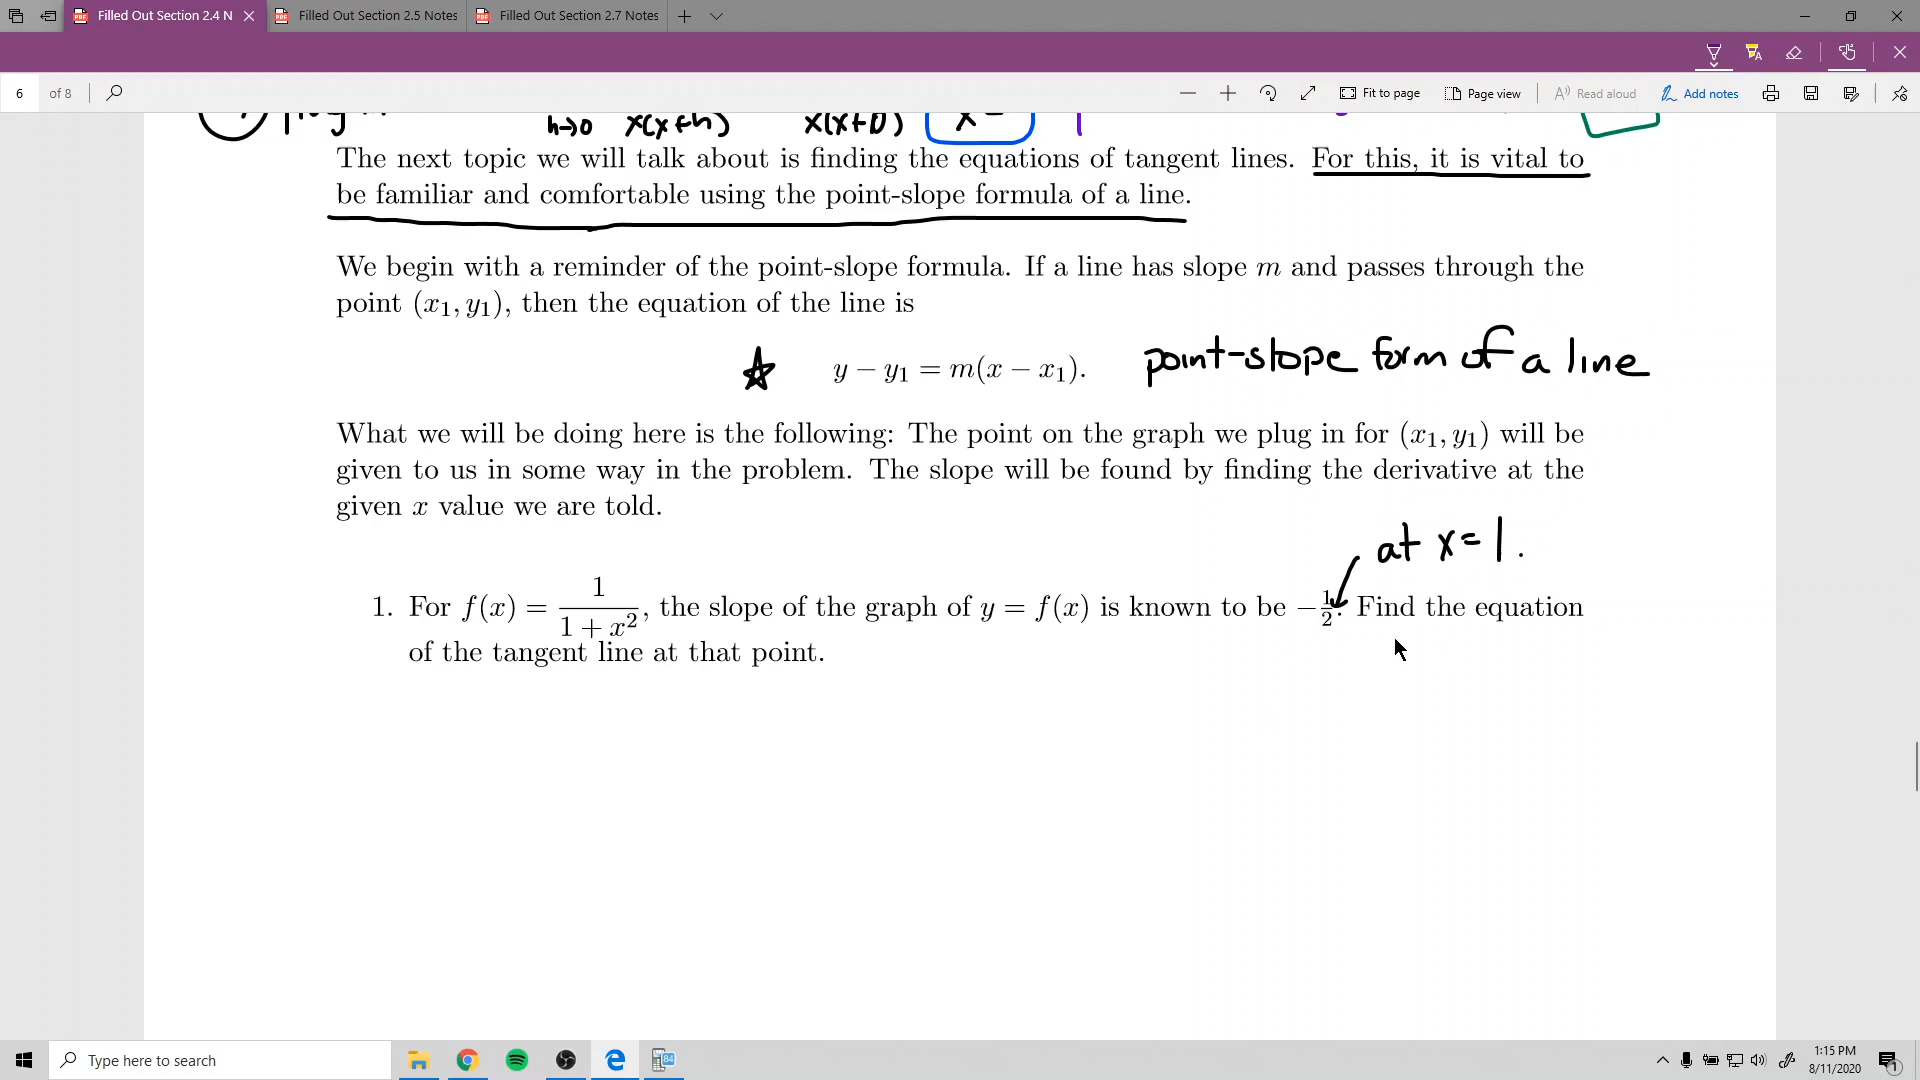 Filled Out Section 2.4 N
Filled Out Section 2.5 Notes
Filled Out Section 2.7 Notes
6 of 8
Fit to page
Page view
Read aloud
Add notes
h→0 x(x+h) x(x+0)
The next topic we will talk about is finding the equations of tangent lines. For this, it is vital to
be familiar and comfortable using the point-slope formula of a line.
We begin with a reminder of the point-slope formula. If a line has slope m and passes through the
point (x₁, y₁), then the equation of the line is
y − y₁ = m(x − x₁). point-slope form of a line
What we will be doing here is the following: The point on the graph we plug in for (x₁, y₁) will be
given to us in some way in the problem. The slope will be found by finding the derivative at the
given x value we are told.
at x=1.
1. For f(x) = 1/(1 + x²), the slope of the graph of y = f(x) is known to be −1/2. Find the equation
of the tangent line at that point.
Type here to search
84
1:15 PM
8/11/2020
1